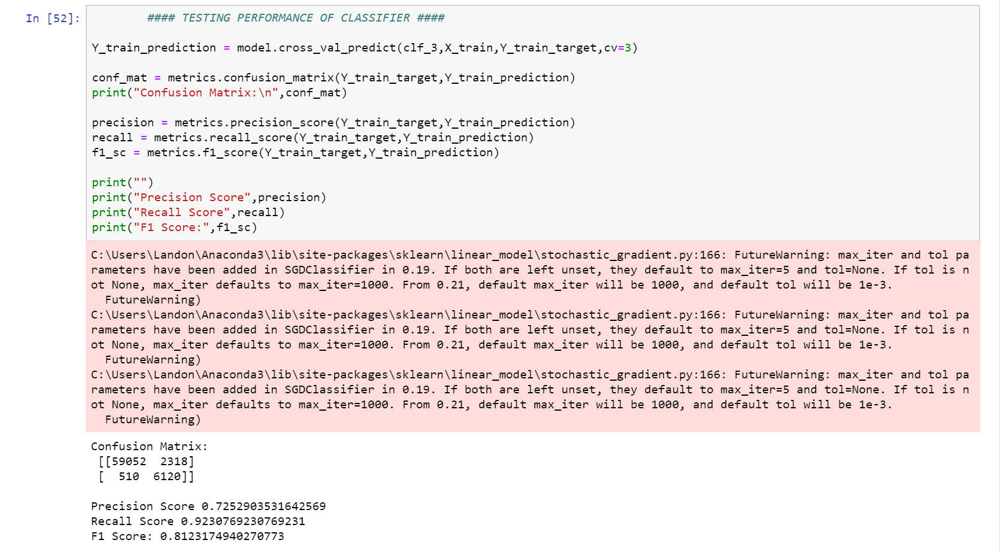 In [52]:
#### TESTING PERFORMANCE OF CLASSIFIER ####
Y_train_prediction = model.cross_val_predict(clf_3,X_train,Y_train_target,cv=3)
conf_mat = metrics.confusion_matrix(Y_train_target,Y_train_prediction)
print("Confusion Matrix:\n",conf_mat)
precision = metrics.precision_score(Y_train_target,Y_train_prediction)
recall = metrics.recall_score(Y_train_target,Y_train_prediction)
f1_sc = metrics.f1_score(Y_train_target,Y_train_prediction)
print("")
print("Precision Score",precision)
print("Recall Score",recall)
print("F1 Score:",f1_sc)
C:\Users\Landon\Anaconda3\lib\site-packages\sklearn\linear_model\stochastic_gradient.py:166: FutureWarning: max_iter and tol pa
rameters have been added in SGDClassifier in 0.19. If both are left unset, they default to max_iter=5 and tol=None. If tol is n
ot None, max_iter defaults to max_iter=1000. From 0.21, default max_iter will be 1000, and default tol will be 1e-3.
  FutureWarning)
C:\Users\Landon\Anaconda3\lib\site-packages\sklearn\linear_model\stochastic_gradient.py:166: FutureWarning: max_iter and tol pa
rameters have been added in SGDClassifier in 0.19. If both are left unset, they default to max_iter=5 and tol=None. If tol is n
ot None, max_iter defaults to max_iter=1000. From 0.21, default max_iter will be 1000, and default tol will be 1e-3.
  FutureWarning)
C:\Users\Landon\Anaconda3\lib\site-packages\sklearn\linear_model\stochastic_gradient.py:166: FutureWarning: max_iter and tol pa
rameters have been added in SGDClassifier in 0.19. If both are left unset, they default to max_iter=5 and tol=None. If tol is n
ot None, max_iter defaults to max_iter=1000. From 0.21, default max_iter will be 1000, and default tol will be 1e-3.
  FutureWarning)
Confusion Matrix:
 [[59052  2318]
 [  510  6120]]
Precision Score 0.7252903531642569
Recall Score 0.9230769230769231
F1 Score: 0.8123174940270773